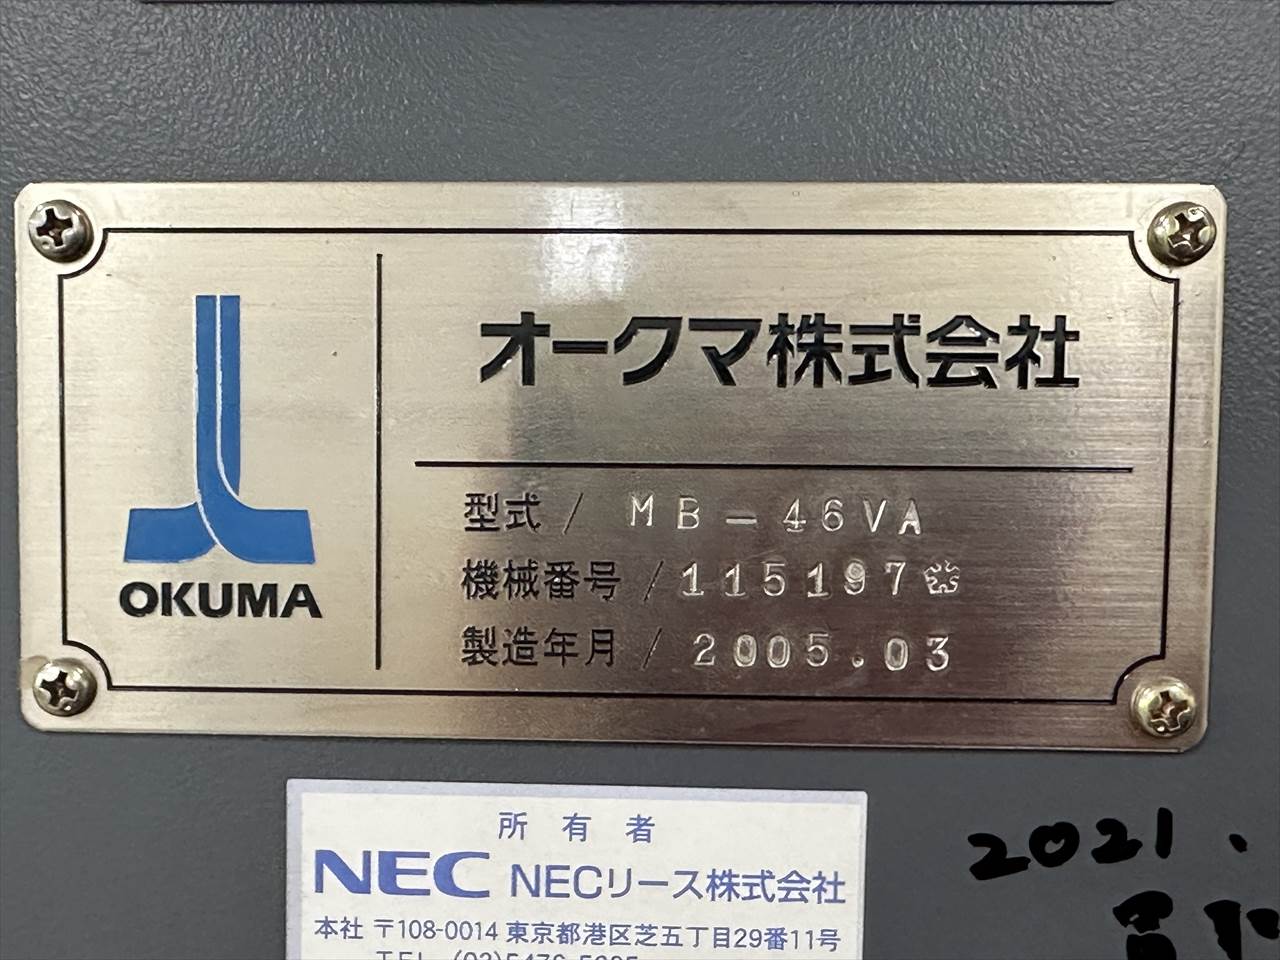 オークマ株式会社
OKUMA
型式 / MB-46VA
機械番号 / 115197
製造年月 / 2005.03
所有者
NEC NECリース株式会社
本社 〒108-0014 東京都港区芝五丁目29番11号
2021.